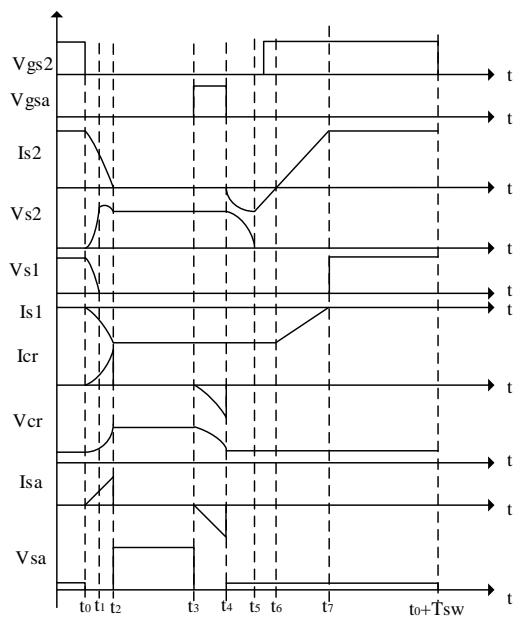 Vgs2
t
Vgsa
t
Is2
t
Vs2
t
Vs1
t
Is1
t
Icr
t
Vcr
t
Isa
t
Vsa
t
t0 t1 t2 t3 t4 t5 t6 t7 t0+Tsw